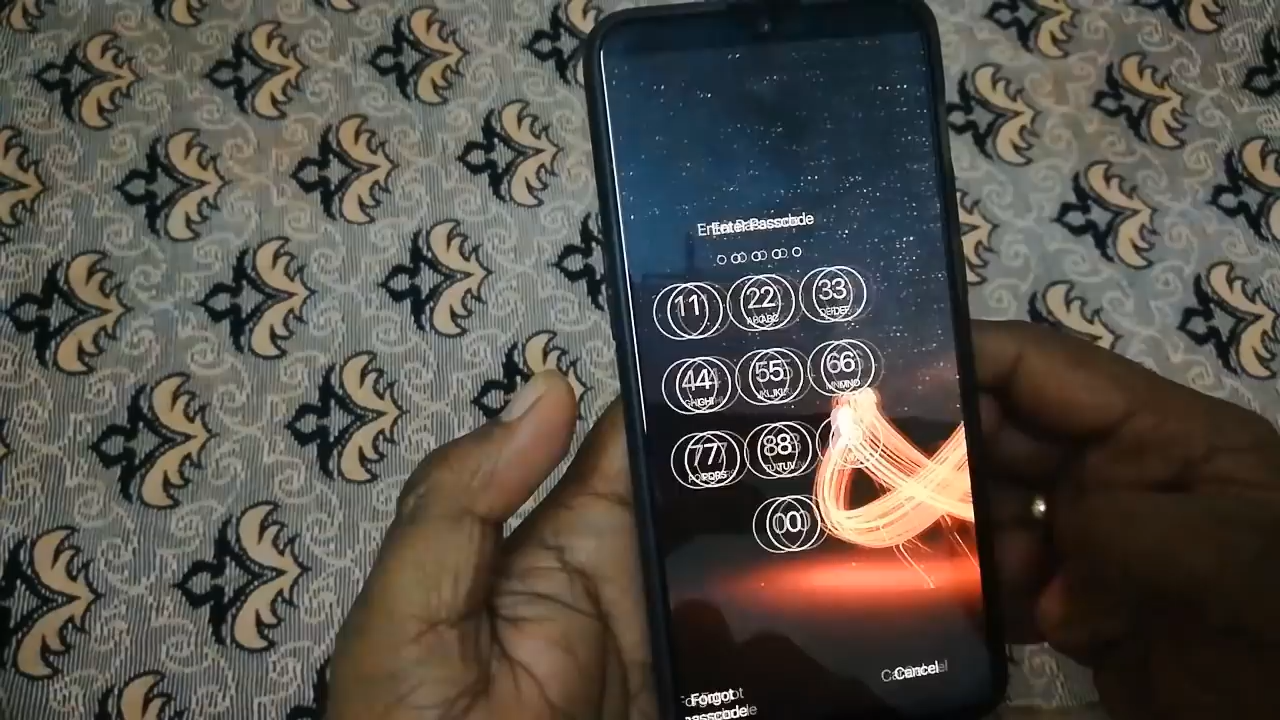 Enter Passcode
1 2 3
ABC DEF
4 5 6
GHI JKL MNO
7 8
PQRS TUV
0
Cancel
Forgot
passcode